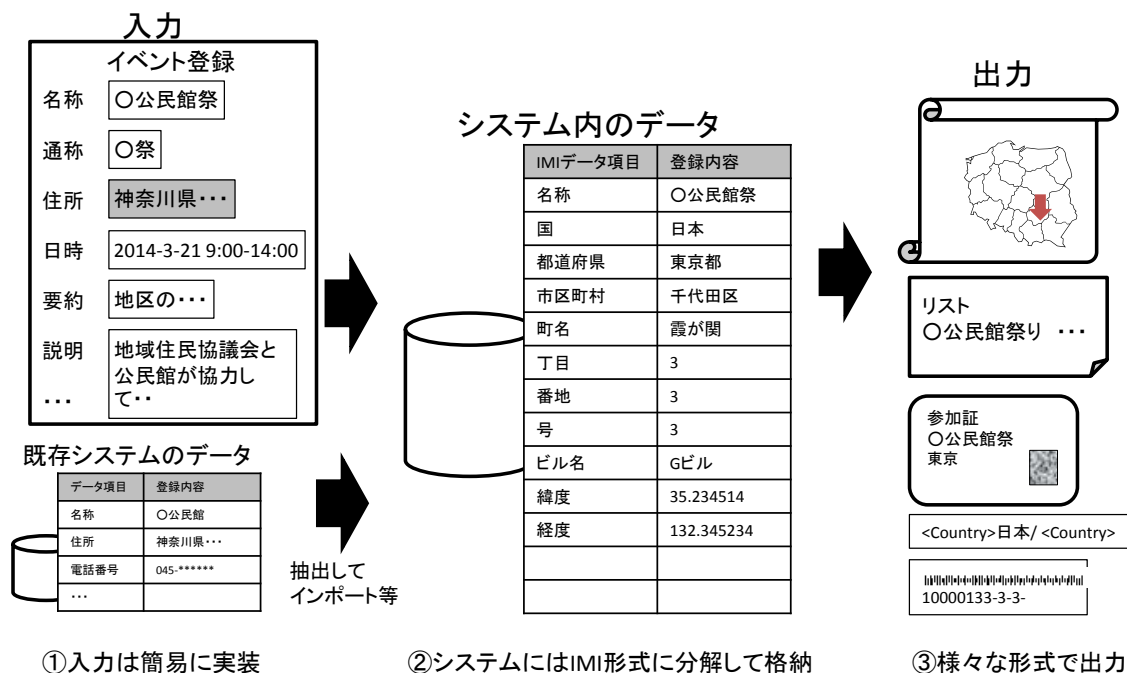 入力
イベント登録
名称 〇公民館祭
通称 〇祭
住所 神奈川県・・・
日時 2014-3-21 9:00-14:00
要約 地区の・・・
説明 地域住民協議会と
公民館が協力し
・・・ て・・
既存システムのデータ
データ項目 登録内容
名称 〇公民館
住所 神奈川県・・・
電話番号 045-******
・・・
抽出して
インポート等
システム内のデータ
IMIデータ項目 登録内容
名称 〇公民館祭
国 日本
都道府県 東京都
市区町村 千代田区
町名 霞が関
丁目 3
番地 3
号 3
ビル名 Gビル
緯度 35.234514
経度 132.345234
出力
リスト
〇公民館祭り ・・・
参加証
〇公民館祭
東京
<Country>日本/ <Country>
10000133-3-3-
①入力は簡易に実装
②システムにはIMI形式に分解して格納
③様々な形式で出力